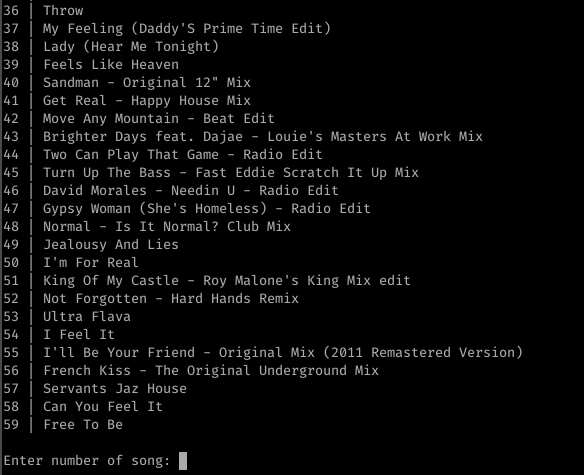 36 | Throw
37 | My Feeling (Daddy'S Prime Time Edit)
38 | Lady (Hear Me Tonight)
39 | Feels Like Heaven
40 | Sandman - Original 12" Mix
41 | Get Real - Happy House Mix
42 | Move Any Mountain - Beat Edit
43 | Brighter Days feat. Dajae - Louie's Masters At Work Mix
44 | Two Can Play That Game - Radio Edit
45 | Turn Up The Bass - Fast Eddie Scratch It Up Mix
46 | David Morales - Needin U - Radio Edit
47 | Gypsy Woman (She's Homeless) - Radio Edit
48 | Normal - Is It Normal? Club Mix
49 | Jealousy And Lies
50 | I'm For Real
51 | King Of My Castle - Roy Malone's King Mix edit
52 | Not Forgotten - Hard Hands Remix
53 | Ultra Flava
54 | I Feel It
55 | I'll Be Your Friend - Original Mix (2011 Remastered Version)
56 | French Kiss - The Original Underground Mix
57 | Servants Jaz House
58 | Can You Feel It
59 | Free To Be
Enter number of song: